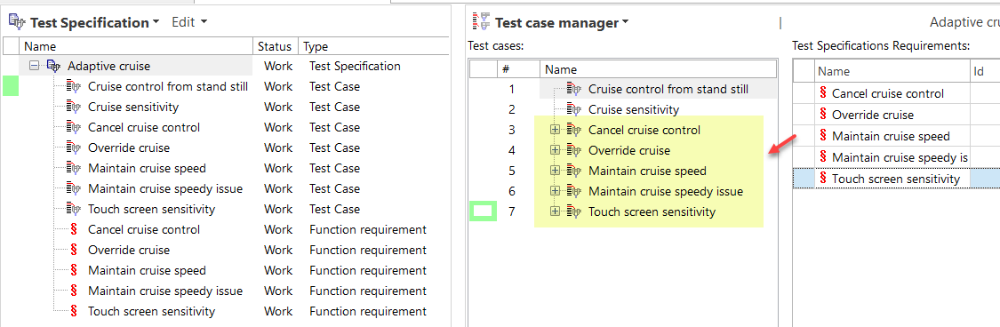 Test Specification Edit
Name Status Type
Adaptive cruise Work Test Specification
Cruise control from stand still Work Test Case
Cruise sensitivity Work Test Case
Cancel cruise control Work Test Case
Override cruise Work Test Case
Maintain cruise speed Work Test Case
Maintain cruise speedy issue Work Test Case
Touch screen sensitivity Work Test Case
§ Cancel cruise control Work Function requirement
§ Override cruise Work Function requirement
§ Maintain cruise speed Work Function requirement
§ Maintain cruise speedy issue Work Function requirement
§ Touch screen sensitivity Work Function requirement
Test case manager
Test cases:
# Name
1 Cruise control from stand still
2 Cruise sensitivity
3 Cancel cruise control
4 Override cruise
5 Maintain cruise speed
6 Maintain cruise speedy issue
7 Touch screen sensitivity
Adaptive cru
Test Specifications Requirements:
Name Id
§ Cancel cruise control
§ Override cruise
§ Maintain cruise speed
§ Maintain cruise speedy is
§ Touch screen sensitivity